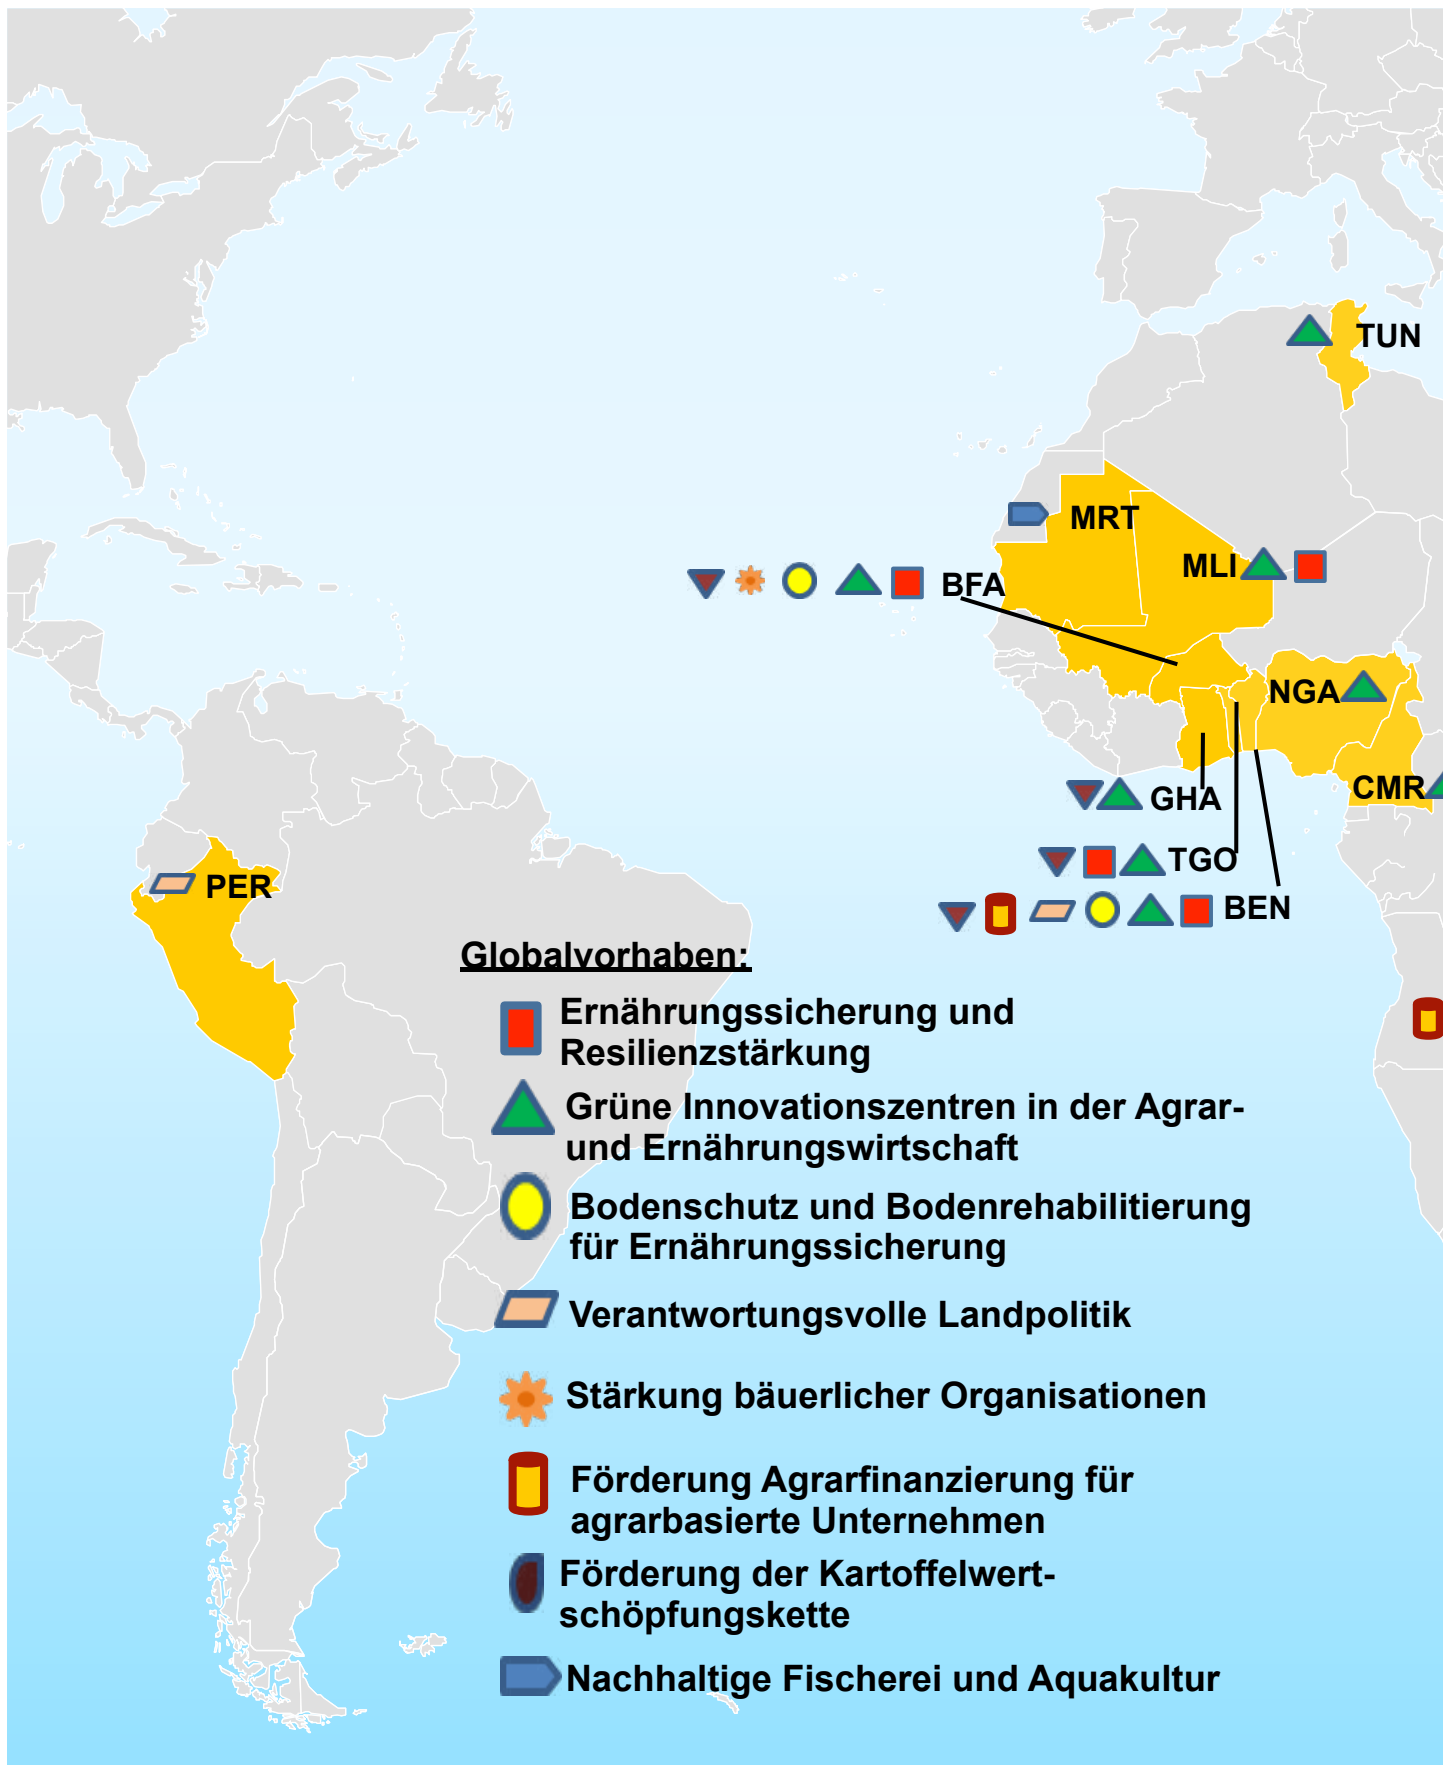 TUN
MRT
MLI
BFA
NGA
CMR
GHA
TGO
PER
BEN
Globalvorhaben:
Ernährungssicherung und
Resilienzstärkung
Grüne Innovationszentren in der Agrar-
und Ernährungswirtschaft
Bodenschutz und Bodenrehabilitierung
für Ernährungssicherung
Verantwortungsvolle Landpolitik
Stärkung bäuerlicher Organisationen
Förderung Agrarfinanzierung für
agrarbasierte Unternehmen
Förderung der Kartoffelwert-
schöpfungskette
Nachhaltige Fischerei und Aquakultur